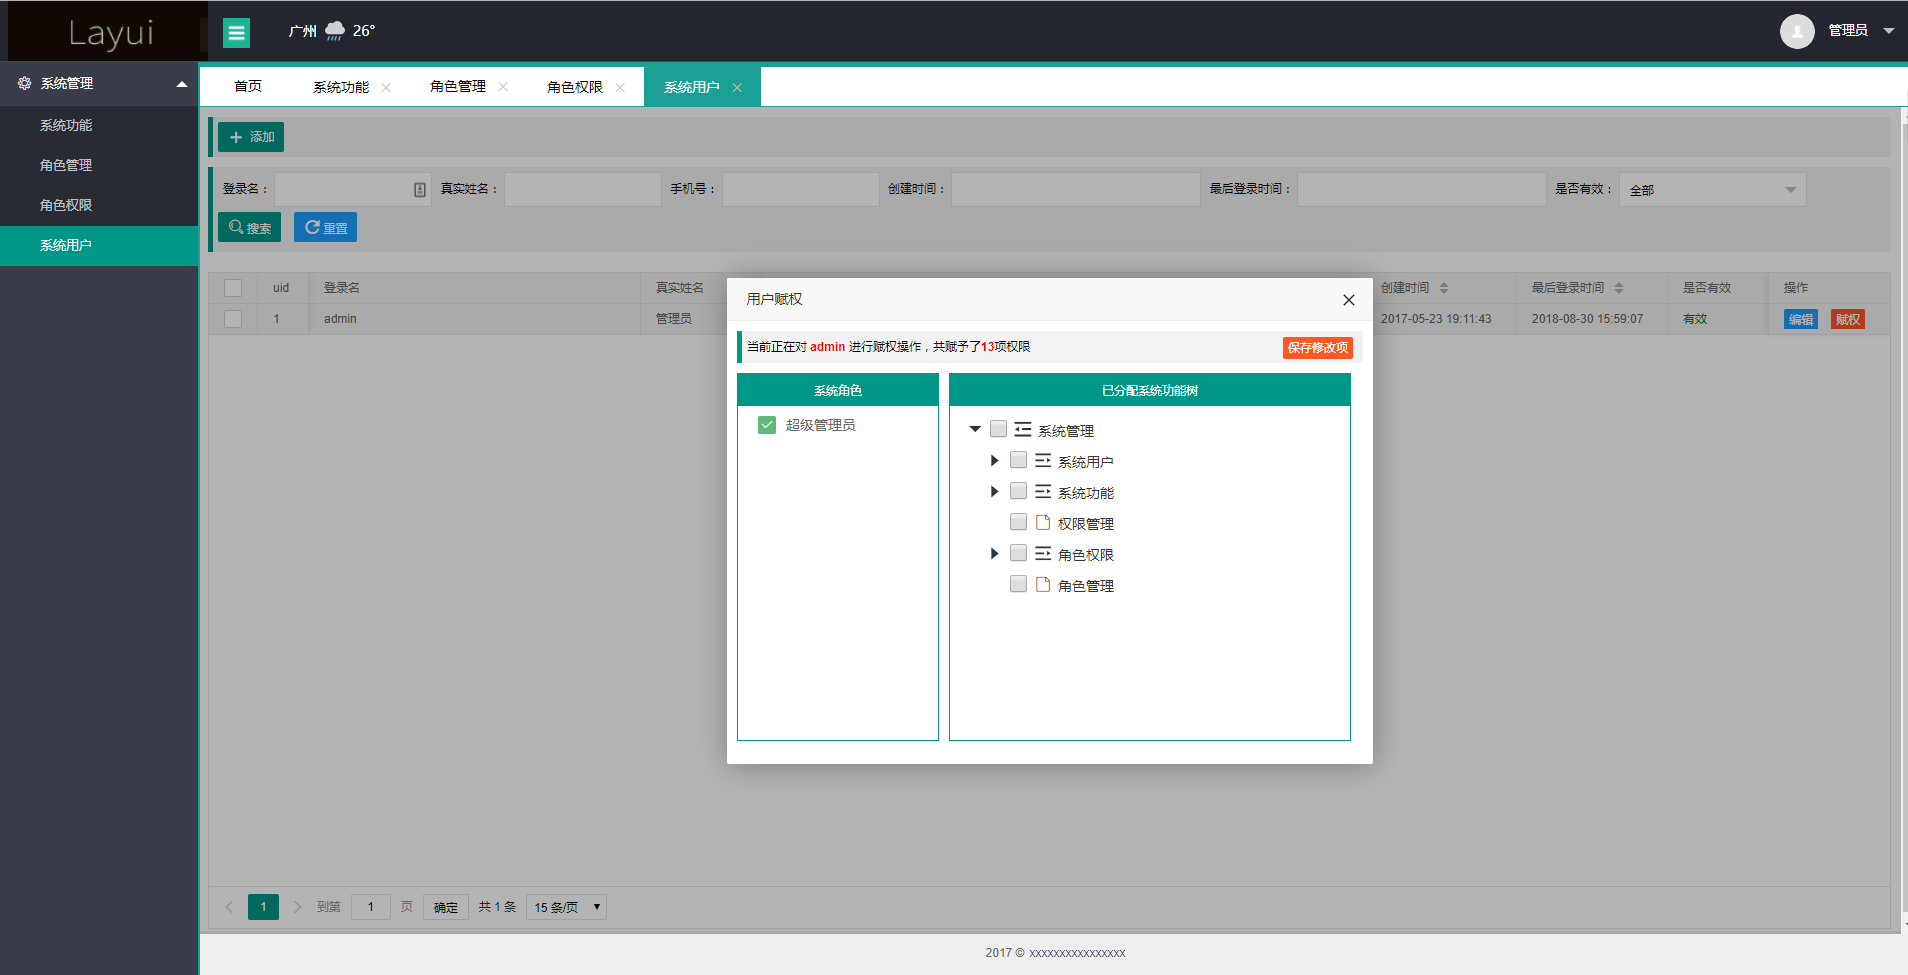 Layui
广州 26°
管理员
系统管理
系统功能
角色管理
角色权限
系统用户
首页 系统功能 角色管理 角色权限 系统用户
添加
登录名： 真实姓名： 手机号： 创建时间： 最后登录时间： 是否有效： 全部
搜索 重置
uid 登录名 真实姓名 创建时间 最后登录时间 是否有效 操作
1 admin 管理员 2017-05-23 19:11:43 2018-08-30 15:59:07 有效 编辑 赋权
用户赋权
当前正在对 admin 进行赋权操作，共赋予了13项权限 保存修改项
系统角色
超级管理员
已分配系统功能树
系统管理
系统用户
系统功能
权限管理
角色权限
角色管理
1 到第 1 页 确定 共 1 条 15 条/页
2017 © xxxxxxxxxxxxxxxx